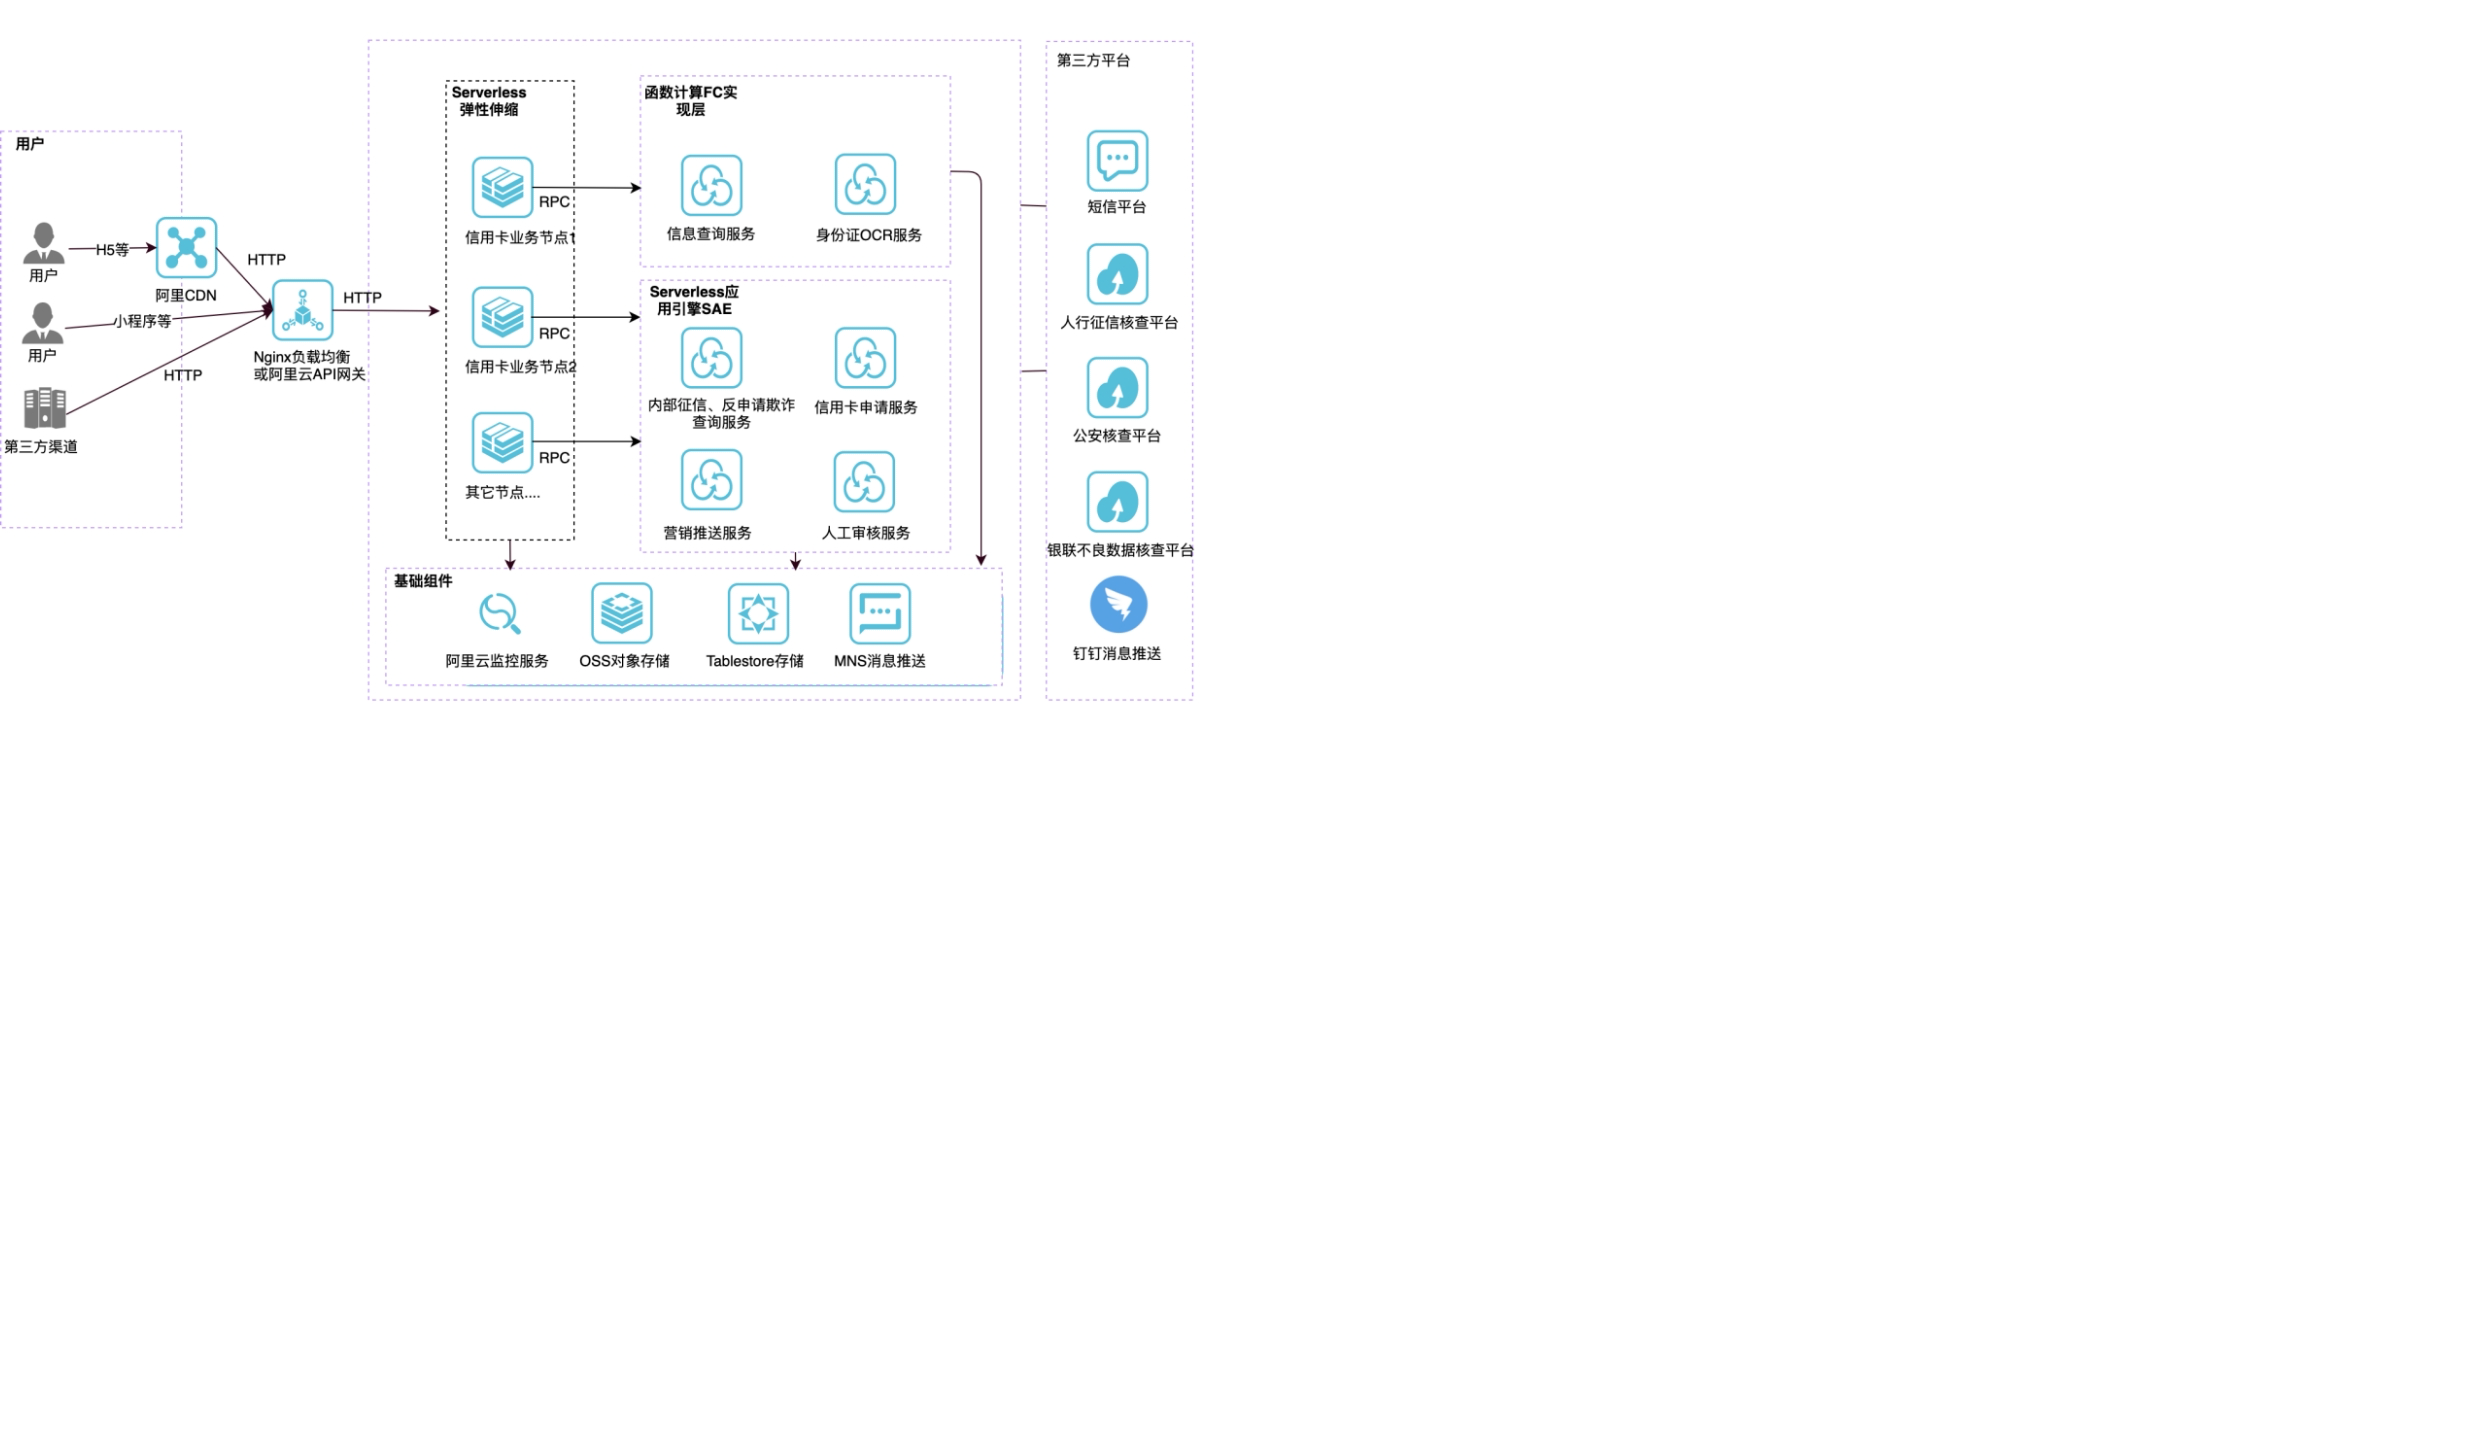 用户
用户
H5等
阿里CDN
HTTP
用户
小程序等
第三方渠道
HTTP
Nginx负载均衡
或阿里云API网关
HTTP
Serverless
弹性伸缩
信用卡业务节点1
RPC
信用卡业务节点2
RPC
其它节点....
RPC
函数计算FC实
现层
信息查询服务
身份证OCR服务
Serverless应
用引擎SAE
内部征信、反申请欺诈
查询服务
信用卡申请服务
营销推送服务
人工审核服务
基础组件
阿里云监控服务
OSS对象存储
Tablestore存储
MNS消息推送
第三方平台
短信平台
人行征信核查平台
公安核查平台
银联不良数据核查平台
钉钉消息推送